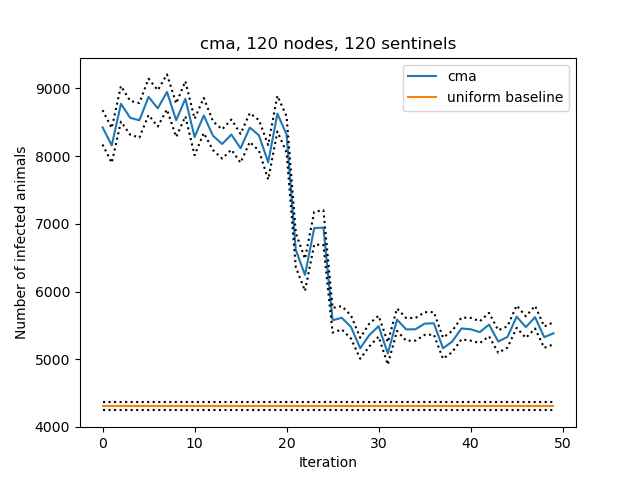 cma, 120 nodes, 120 sentinels
cma
uniform baseline
9000
8000
7000
6000
5000
4000
Number of infected animals
0 10 20 30 40 50
Iteration